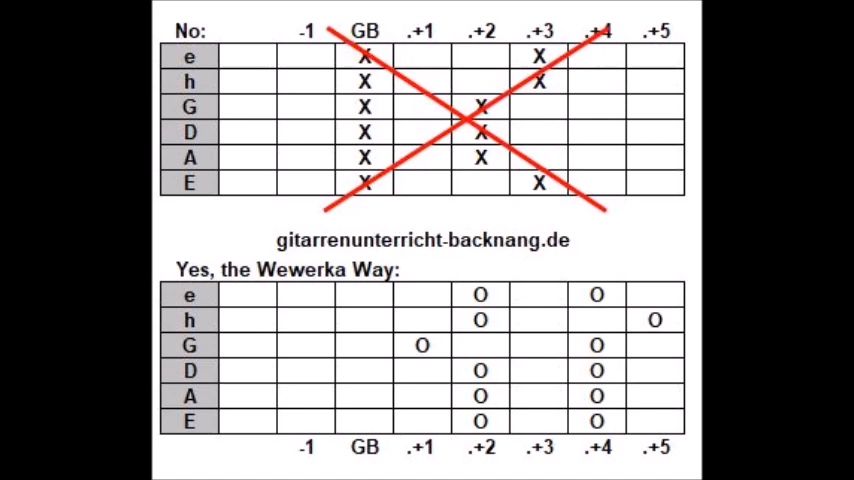 No: -1 GB .+1 .+2 .+3 .+4 .+5
e X X
h X X
G X X
D X X
A X X
E X X
gitarrenunterricht-backnang.de
Yes, the Wewerka Way:
e O O
h O O
G O O
D O O
A O O
E O O
-1 GB .+1 .+2 .+3 .+4 .+5